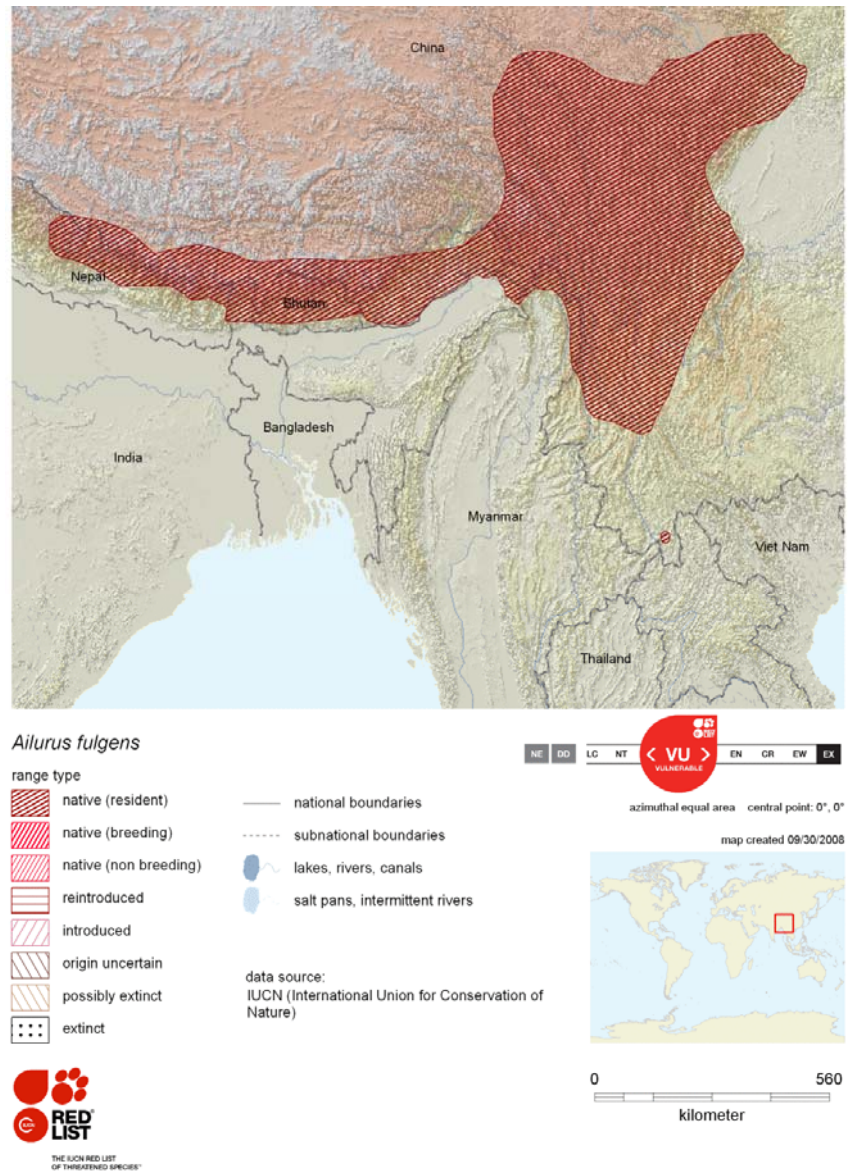 China
Nepal
Bhutan
Bangladesh
India
Myanmar
Viet Nam
Thailand
Ailurus fulgens
range type
native (resident)
native (breeding)
native (non breeding)
reintroduced
introduced
origin uncertain
possibly extinct
extinct
national boundaries
subnational boundaries
lakes, rivers, canals
salt pans, intermittent rivers
data source:
IUCN (International Union for Conservation of
Nature)
NE DD LC NT < VU > EN CR EW EX
VULNERABLE
azimuthal equal area central point: 0°, 0°
map created 09/30/2008
0 560
kilometer
IUCN
RED
LIST
THE IUCN RED LIST
OF THREATENED SPECIES™